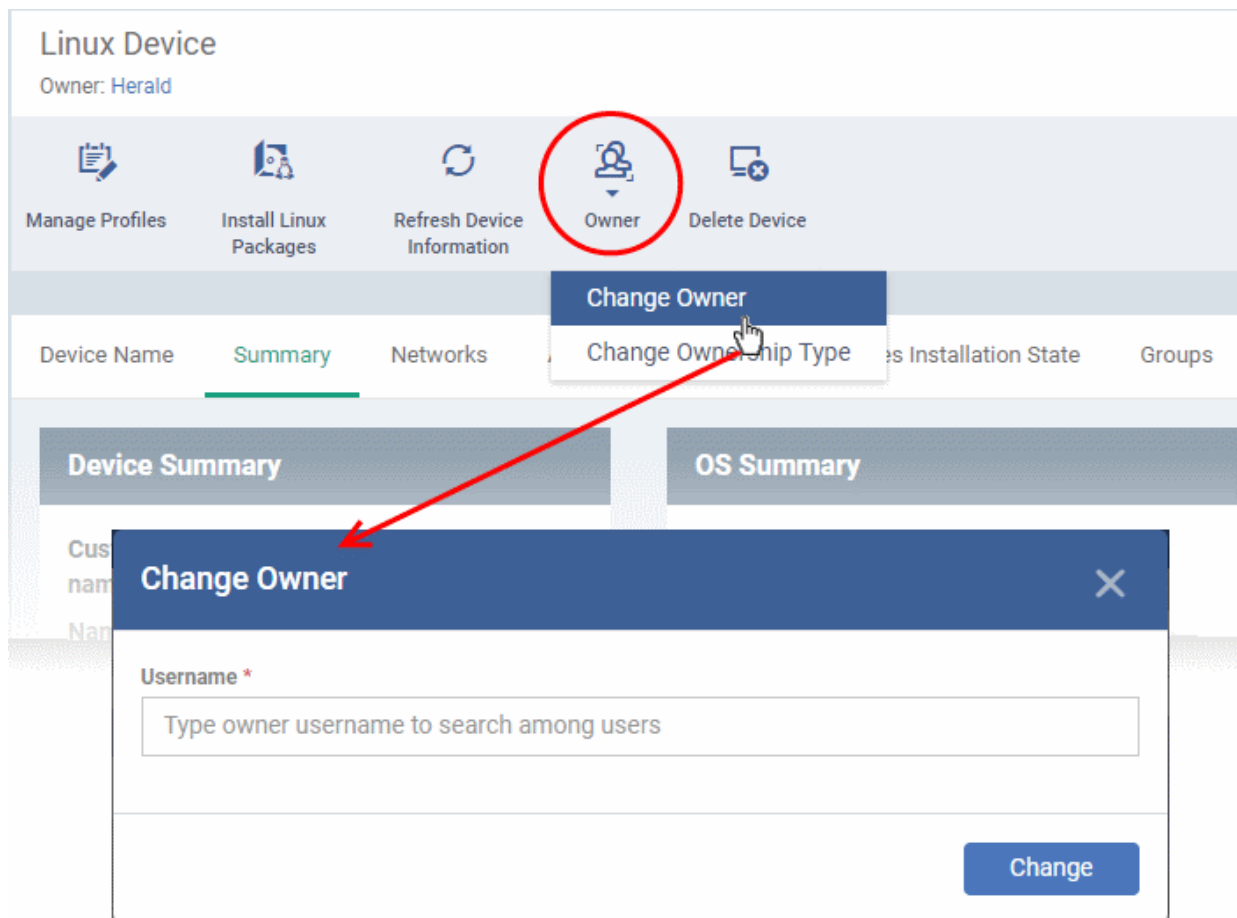 Linux Device
Owner: Herald
Manage Profiles
Install Linux
Packages
Refresh Device
Information
Owner
Delete Device
Change Owner
Change Ownership Type
Device Name
Summary
Networks
Installation State
Groups
Device Summary
OS Summary
Change Owner
Username *
Type owner username to search among users
Change